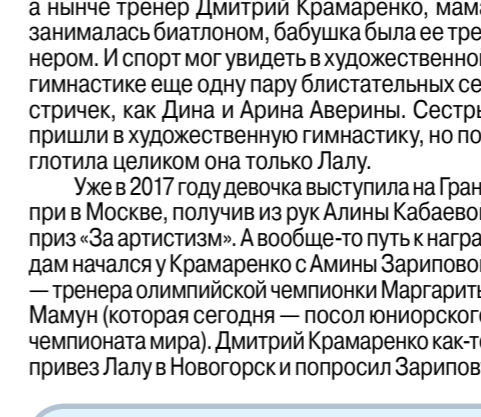 а нынче тренер Дмитрий Крамаренко, мама
занималась биатлоном, бабушка была ее тре
нером. И спорт мог увидеть в художественной
гимнастике еще одну пару блистательных се
стричек, как Дина и Арина Аверины. Сестры
пришли в художественную гимнастику, но по
глотила целиком она только Лалу.
Уже в 2017 году девочка выступила на Гран
при в Москве, получив из рук Алины Кабаевой
приз «За артистизм». А вообще-то путь к награ
дам начался у Крамаренко с Амины Зариповой
— тренера олимпийской чемпионки Маргариты
Мамун (которая сегодня — посол юниорского
чемпионата мира). Дмитрий Крамаренко как-то
привез Лалу в Новогорск и попросил Зарипов